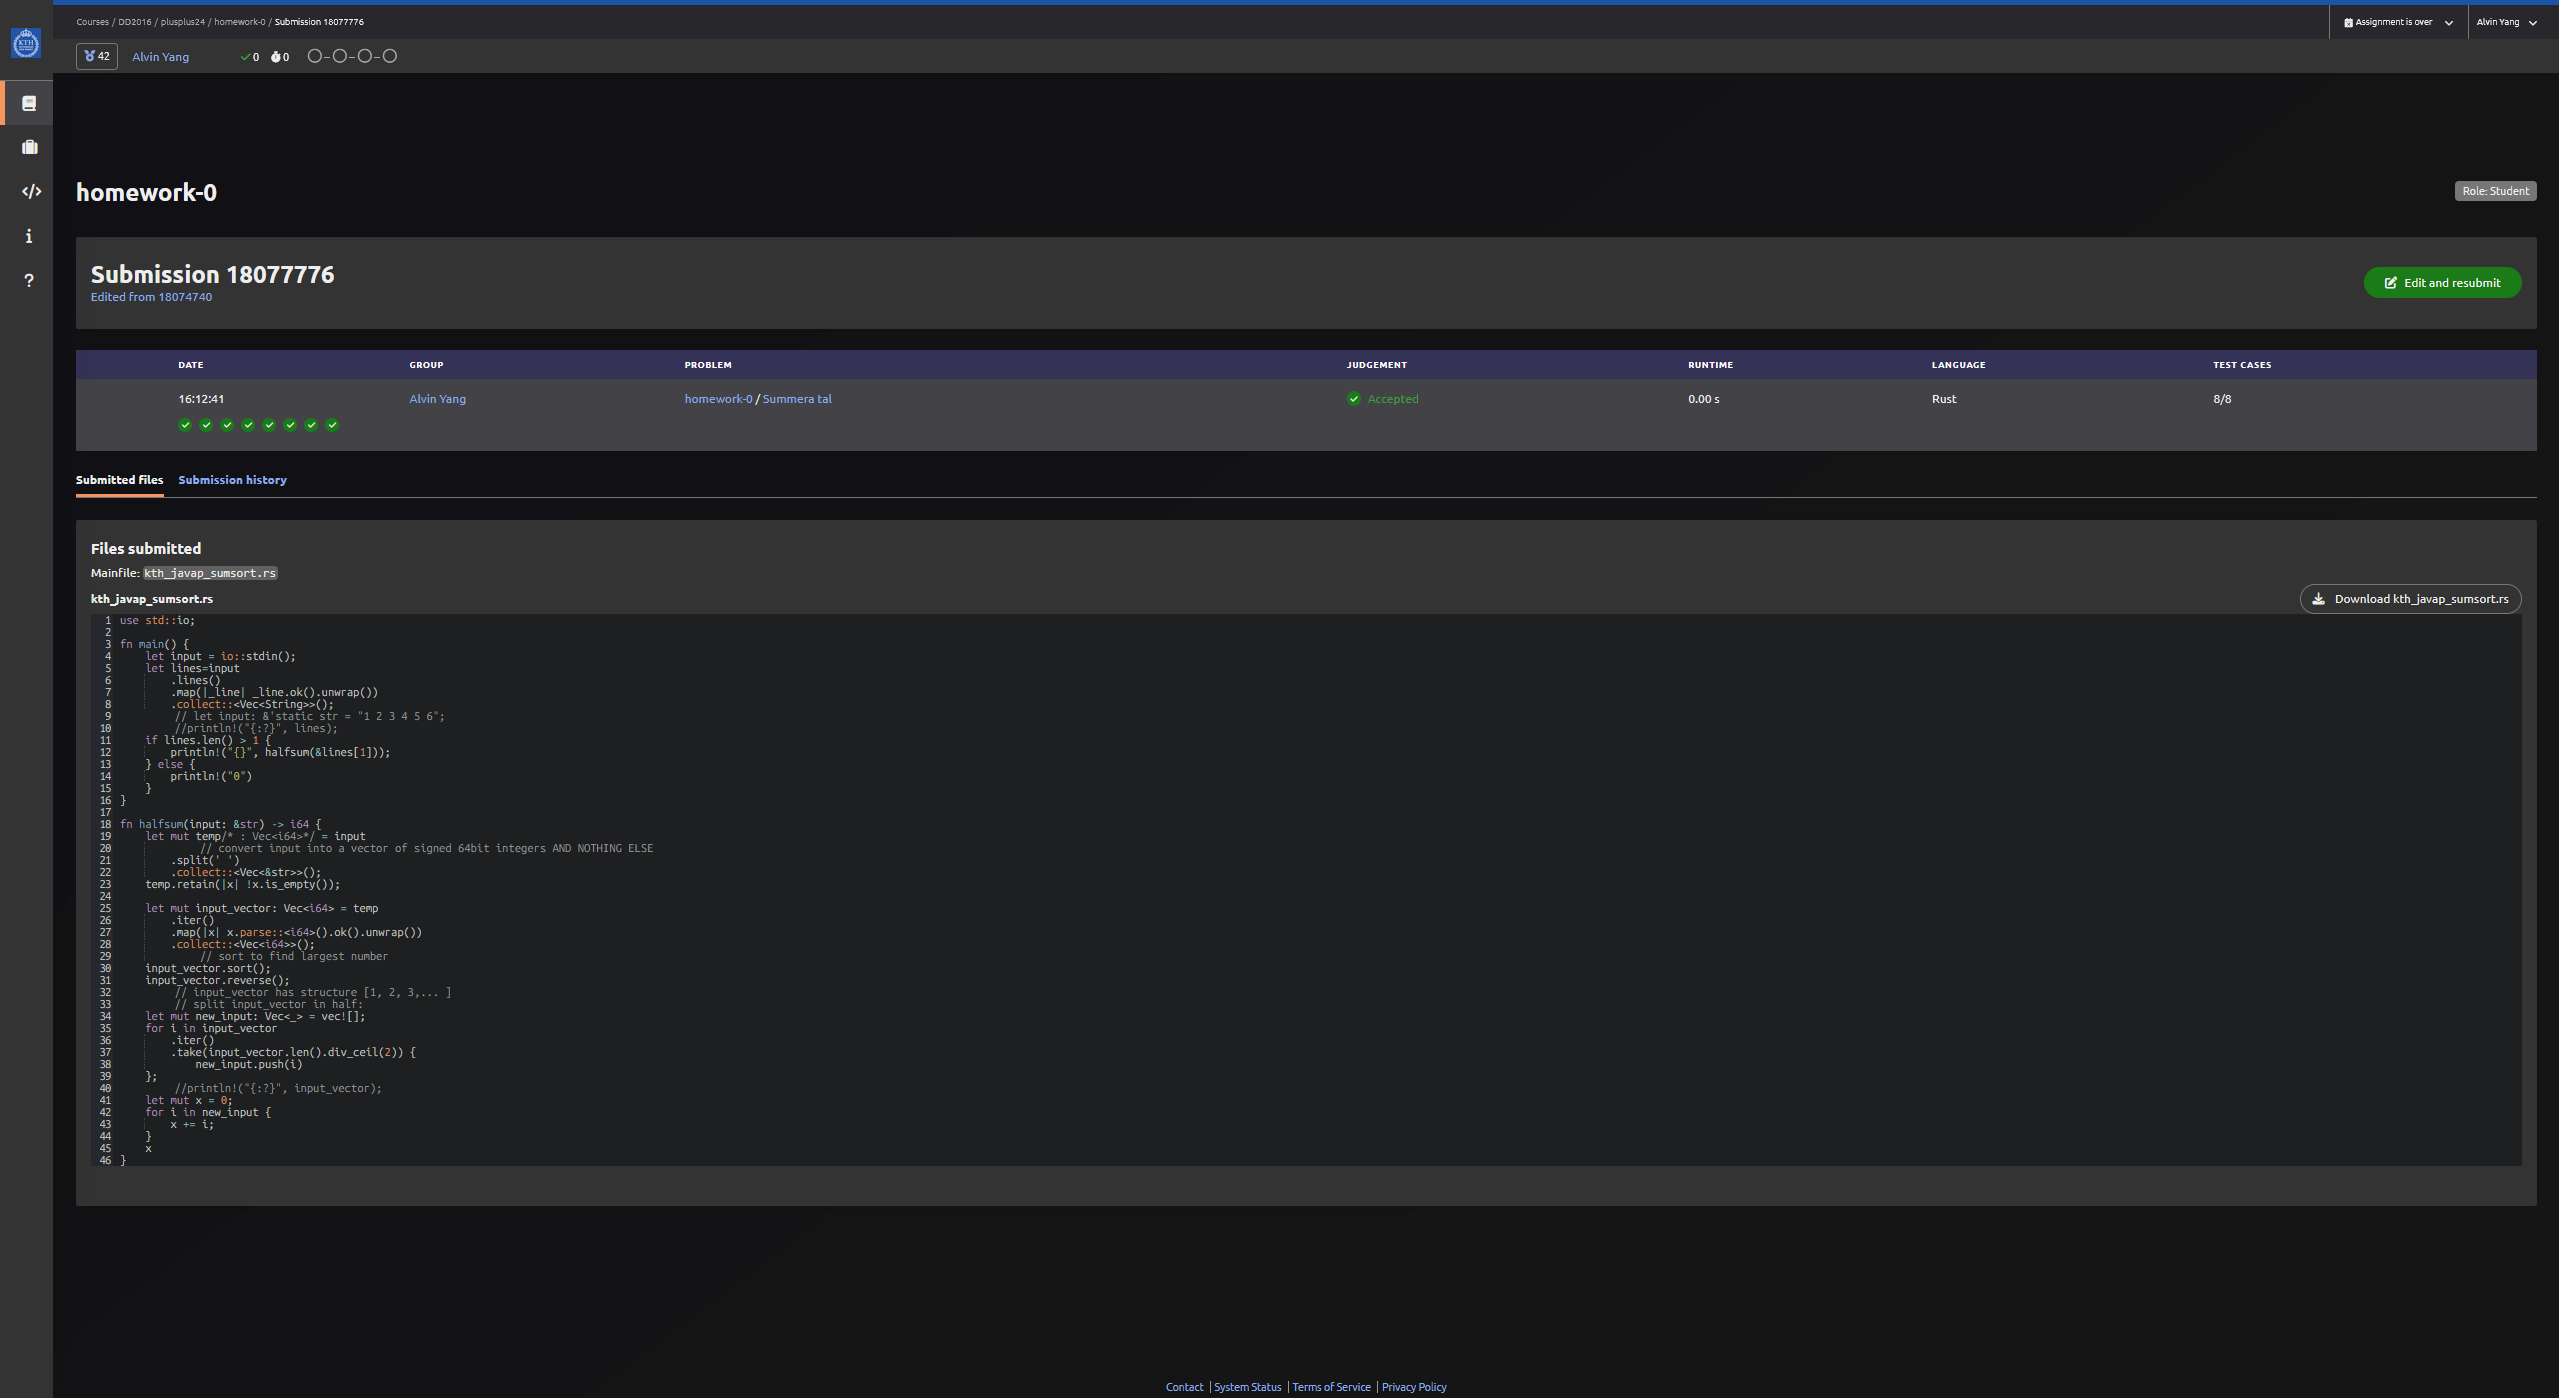 Courses / DD2016 / plusplus24 / homework-0 / Submission 18077776
Assignment is over
Alvin Yang
KTH
42 Alvin Yang 0 0
homework-0
Role: Student
Submission 18077776
Edited from 18074740
Edit and resubmit
DATE GROUP PROBLEM JUDGEMENT RUNTIME LANGUAGE TEST CASES
16:12:41 Alvin Yang homework-0 / Summera tal Accepted 0.00 s Rust 8/8
Submitted files Submission history
Files submitted
Mainfile: kth_javap_sumsort.rs
kth_javap_sumsort.rs
Download kth_javap_sumsort.rs
1 use std::io;
2
3 fn main() {
4     let input = io::stdin();
5     let lines=input
6         .lines()
7         .map(|_line| _line.ok().unwrap())
8         .collect::<Vec<String>>();
9         // let input: &'static str = "1 2 3 4 5 6";
10         //println!("{:?}", lines);
11     if lines.len() > 1 {
12         println!("{}", halfsum(&lines[1]));
13     } else {
14         println!("0")
15     }
16 }
17
18 fn halfsum(input: &str) -> i64 {
19     let mut temp/* : Vec<i64>*/ = input
20             // convert input into a vector of signed 64bit integers AND NOTHING ELSE
21         .split(' ')
22         .collect::<Vec<&str>>();
23     temp.retain(|x| !x.is_empty());
24
25     let mut input_vector: Vec<i64> = temp
26         .iter()
27         .map(|x| x.parse::<i64>().ok().unwrap())
28         .collect::<Vec<i64>>();
29             // sort to find largest number
30     input_vector.sort();
31     input_vector.reverse();
32         // input_vector has structure [1, 2, 3,... ]
33         // split input_vector in half:
34     let mut new_input: Vec<_> = vec![];
35     for i in input_vector
36         .iter()
37         .take(input_vector.len().div_ceil(2)) {
38             new_input.push(i)
39     };
40         //println!("{:?}", input_vector);
41     let mut x = 0;
42     for i in new_input {
43         x += i;
44     }
45     x
46 }
Contact | System Status | Terms of Service | Privacy Policy